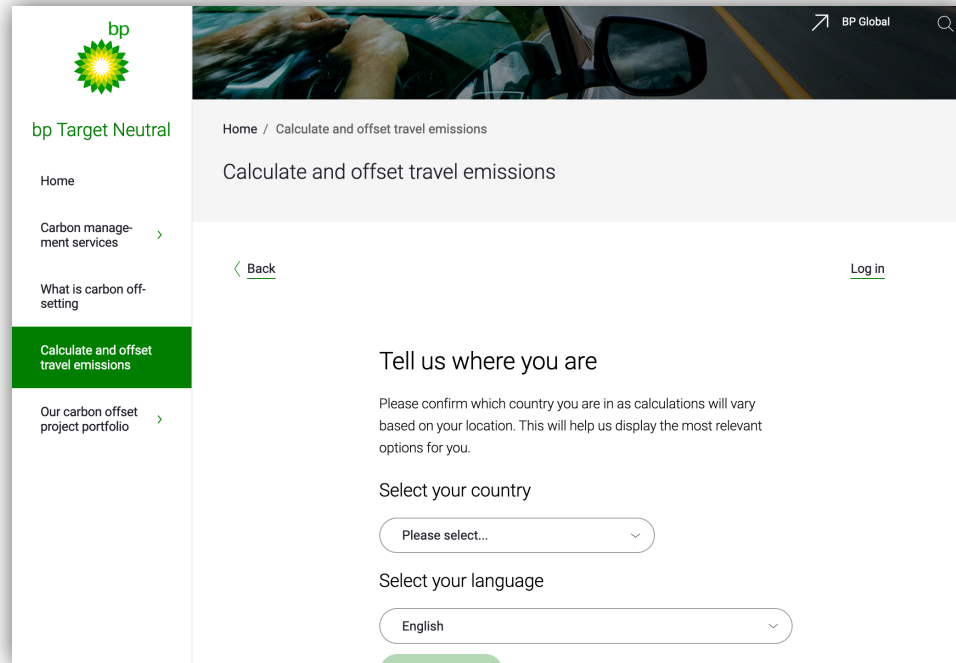 bp
bp Target Neutral
Home
Carbon manage-
ment services
What is carbon off-
setting
Calculate and offset
travel emissions
Our carbon offset
project portfolio
BP Global
Home / Calculate and offset travel emissions
Calculate and offset travel emissions
Back
Log in
Tell us where you are
Please confirm which country you are in as calculations will vary
based on your location. This will help us display the most relevant
options for you.
Select your country
Please select...
Select your language
English